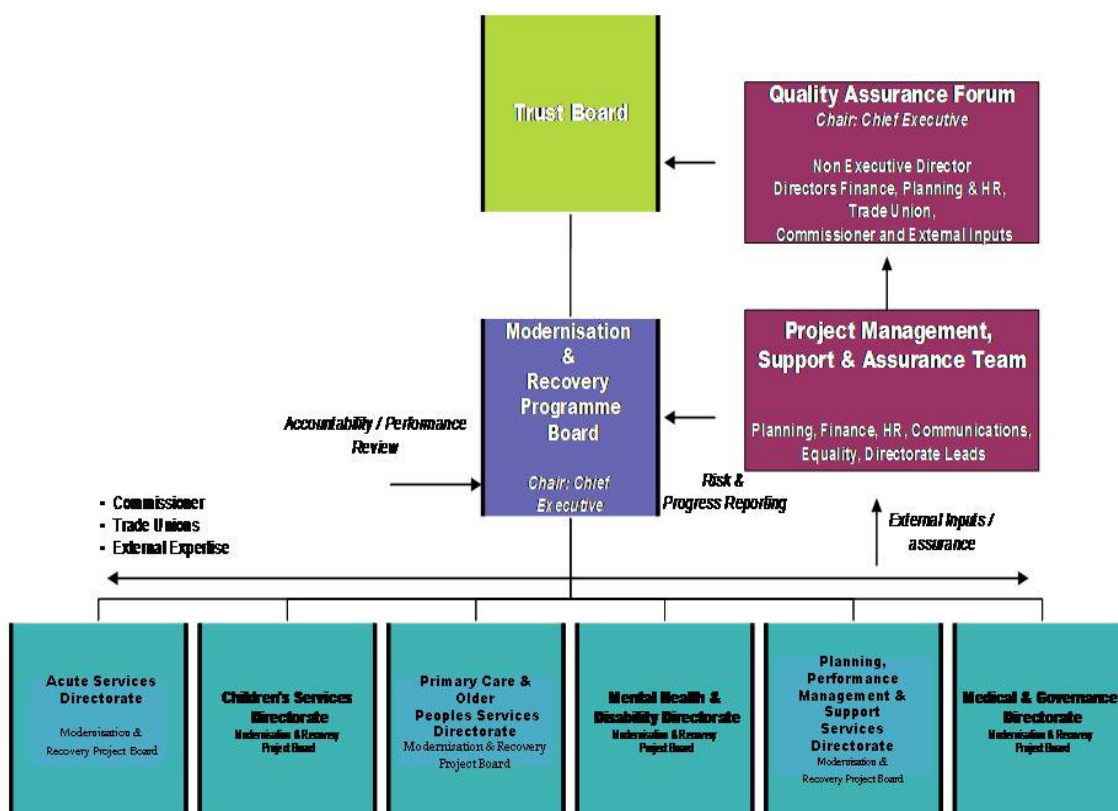 Trust Board
Quality Assurance Forum
Chair: Chief Executive
Non Executive Director
Directors Finance, Planning & HR,
Trade Union,
Commissioner and External Inputs
Modernisation
&
Recovery
Programme
Board
Chair: Chief
Executive
Project Management,
Support & Assurance Team
Planning, Finance, HR, Communications,
Equality, Directorate Leads
Accountability / Performance
Review
Risk &
Progress Reporting
External Inputs /
assurance
- Commissioner
- Trade Unions
- External Expertise
Acute Services
Directorate
Modernisation &
Recovery Project Board
Children's Services
Directorate
Modernisation & Recovery
Project Board
Primary Care &
Older
Peoples Services
Directorate
Modernisation & Recovery
Project Board
Mental Health &
Disability Directorate
Modernisation & Recovery
Project Board
Planning,
Performance
Management &
Support
Services
Directorate
Modernisation &
Recovery Project Board
Medical & Governance
Directorate
Modernisation & Recovery
Project Board